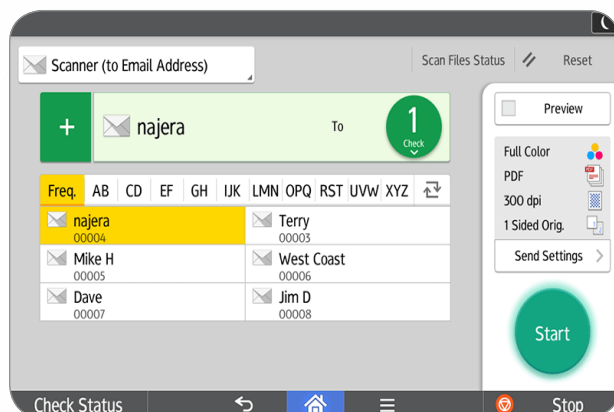 Scanner (to Email Address)
Scan Files Status
Reset
+ najera To 1
Check
Preview
Full Color
PDF
300 dpi
1 Sided Orig.
Send Settings
Freq. AB CD EF GH IJK LMN OPQ RST UVW XYZ
najera
00004
Terry
00003
Mike H
00005
West Coast
00006
Dave
00007
Jim D
00008
Start
Check Status
Stop